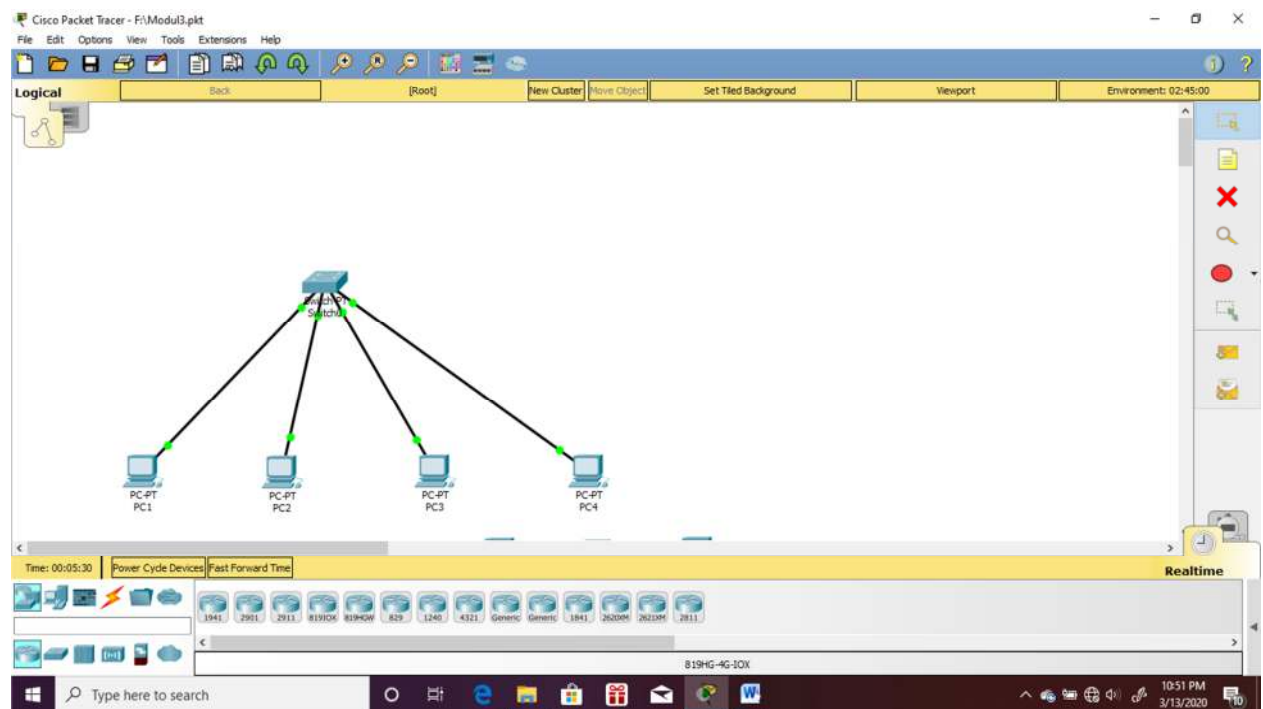 Cisco Packet Tracer - F:\Modul3.pkt
File Edit Options View Tools Extensions Help
Logical Back [Root] New Cluster Move Object Set Tiled Background Viewport Environment: 02:45:00
Switch-PT
Switch0
PC-PT
PC1
PC-PT
PC2
PC-PT
PC3
PC-PT
PC4
Time: 00:05:30 Power Cycle Devices Fast Forward Time Realtime
1941 2901 2911 819IOX 819HGW 829 1240 4321 Generic Generic 1841 2620XM 2621XM 2811
819HG-4G-IOX
Type here to search
10:51 PM
3/13/2020